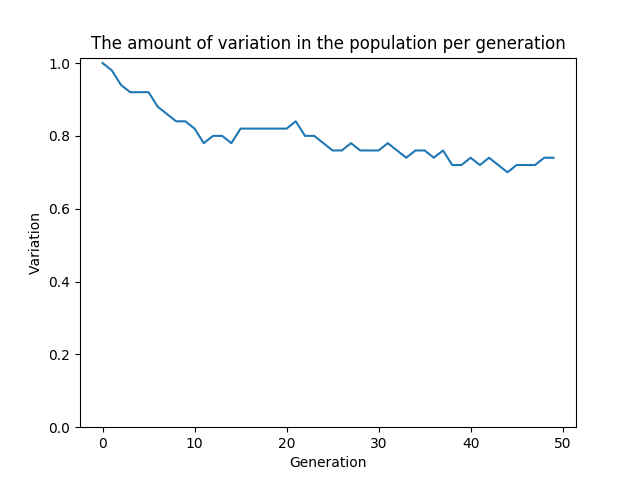 The amount of variation in the population per generation
1.0
0.8
0.6
0.4
0.2
0.0
Variation
0 10 20 30 40 50
Generation